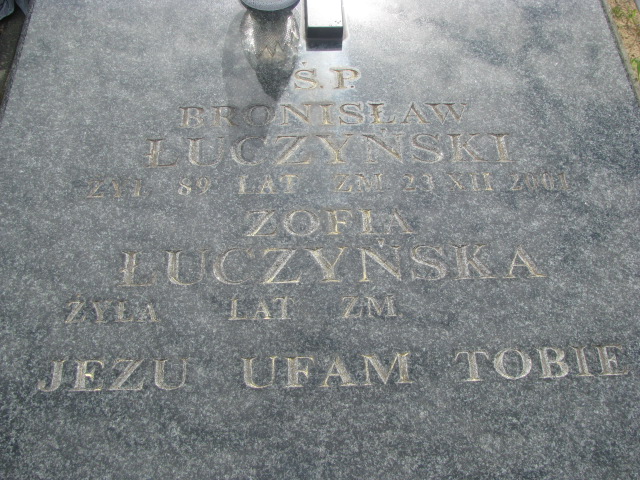 Ś.P.
BRONISŁAW
ŁUCZYŃSKI
ŻYŁ 89 LAT ZM 23 XII 2001
ZOFIA
ŁUCZYŃSKA
ŻYŁA LAT ZM
JEZU UFAM TOBIE